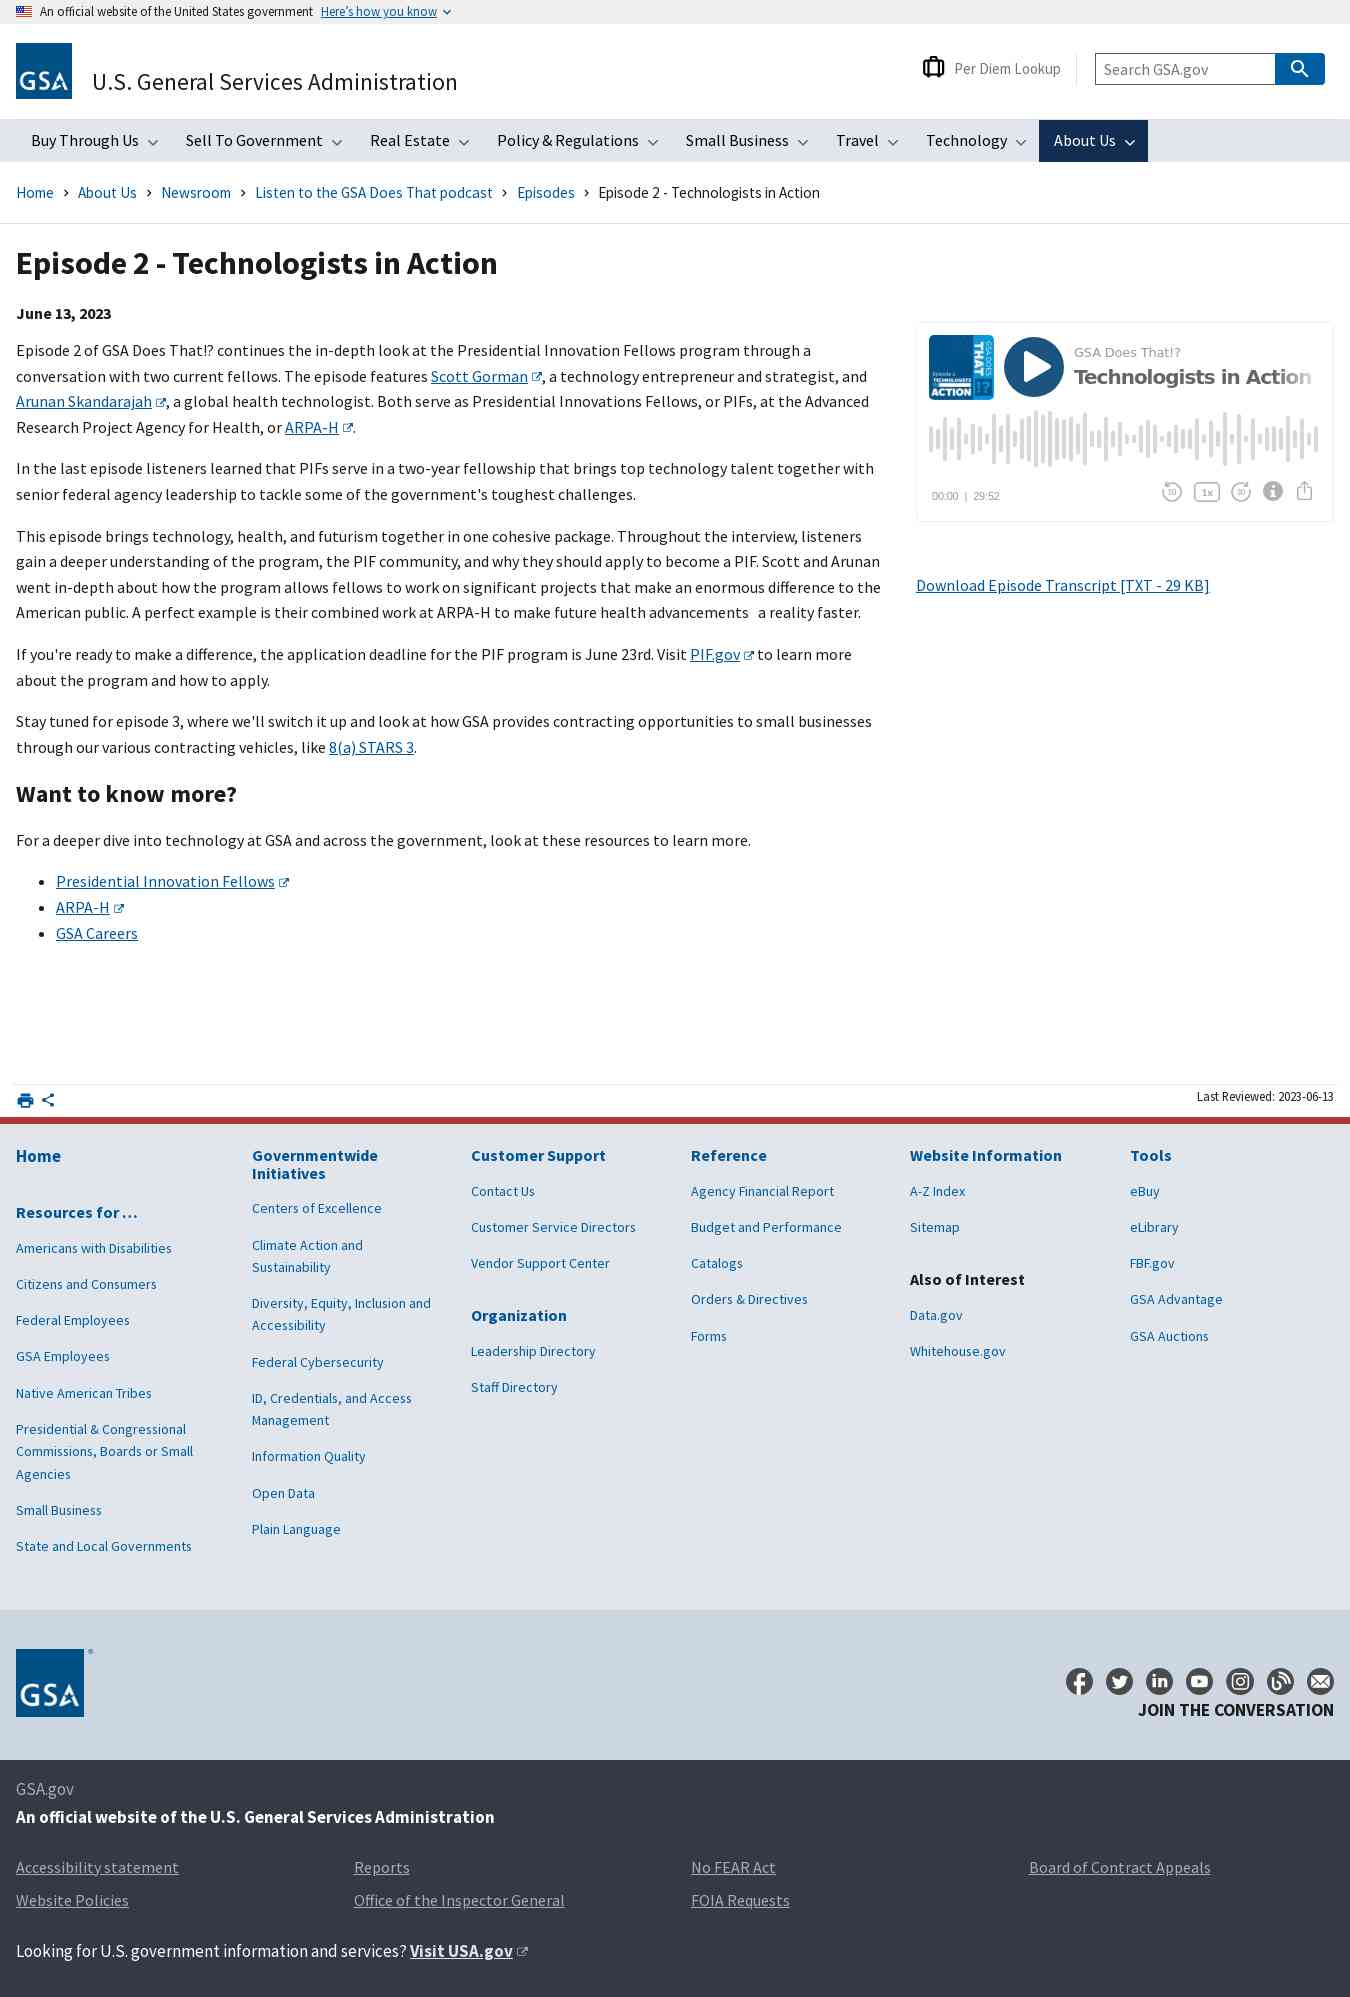 An official website of the United States government Here's how you know
GSA
U.S. General Services Administration
Per Diem Lookup
Search GSA.gov
Buy Through Us Sell To Government Real Estate Policy & Regulations Small Business Travel Technology About Us
Home About Us Newsroom Listen to the GSA Does That podcast Episodes Episode 2 - Technologists in Action
Episode 2 - Technologists in Action
June 13, 2023
Episode 2 of GSA Does That!? continues the in-depth look at the Presidential Innovation Fellows program through a
conversation with two current fellows. The episode features Scott Gorman, a technology entrepreneur and strategist, and
Arunan Skandarajah, a global health technologist. Both serve as Presidential Innovations Fellows, or PIFs, at the Advanced
Research Project Agency for Health, or ARPA-H.
In the last episode listeners learned that PIFs serve in a two-year fellowship that brings top technology talent together with
senior federal agency leadership to tackle some of the government's toughest challenges.
This episode brings technology, health, and futurism together in one cohesive package. Throughout the interview, listeners
gain a deeper understanding of the program, the PIF community, and why they should apply to become a PIF. Scott and Arunan
went in-depth about how the program allows fellows to work on significant projects that make an enormous difference to the
American public. A perfect example is their combined work at ARPA-H to make future health advancements a reality faster.
If you're ready to make a difference, the application deadline for the PIF program is June 23rd. Visit PIF.gov to learn more
about the program and how to apply.
Stay tuned for episode 3, where we'll switch it up and look at how GSA provides contracting opportunities to small businesses
through our various contracting vehicles, like 8(a) STARS 3.
Want to know more?
For a deeper dive into technology at GSA and across the government, look at these resources to learn more.
Presidential Innovation Fellows
ARPA-H
GSA Careers
GSA DOES
THAT!?
TECHNOLOGISTS
ACTION
GSA Does That!?
Technologists in Action
00:00 | 29:52
10
1x
30
Download Episode Transcript [TXT - 29 KB]
Last Reviewed: 2023-06-13
Home
Resources for …
Americans with Disabilities
Citizens and Consumers
Federal Employees
GSA Employees
Native American Tribes
Presidential & Congressional
Commissions, Boards or Small
Agencies
Small Business
State and Local Governments
Governmentwide
Initiatives
Centers of Excellence
Climate Action and
Sustainability
Diversity, Equity, Inclusion and
Accessibility
Federal Cybersecurity
ID, Credentials, and Access
Management
Information Quality
Open Data
Plain Language
Customer Support
Contact Us
Customer Service Directors
Vendor Support Center
Organization
Leadership Directory
Staff Directory
Reference
Agency Financial Report
Budget and Performance
Catalogs
Orders & Directives
Forms
Website Information
A-Z Index
Sitemap
Also of Interest
Data.gov
Whitehouse.gov
Tools
eBuy
eLibrary
FBF.gov
GSA Advantage
GSA Auctions
GSA
JOIN THE CONVERSATION
GSA.gov
An official website of the U.S. General Services Administration
Accessibility statement Reports No FEAR Act Board of Contract Appeals
Website Policies Office of the Inspector General FOIA Requests
Looking for U.S. government information and services? Visit USA.gov